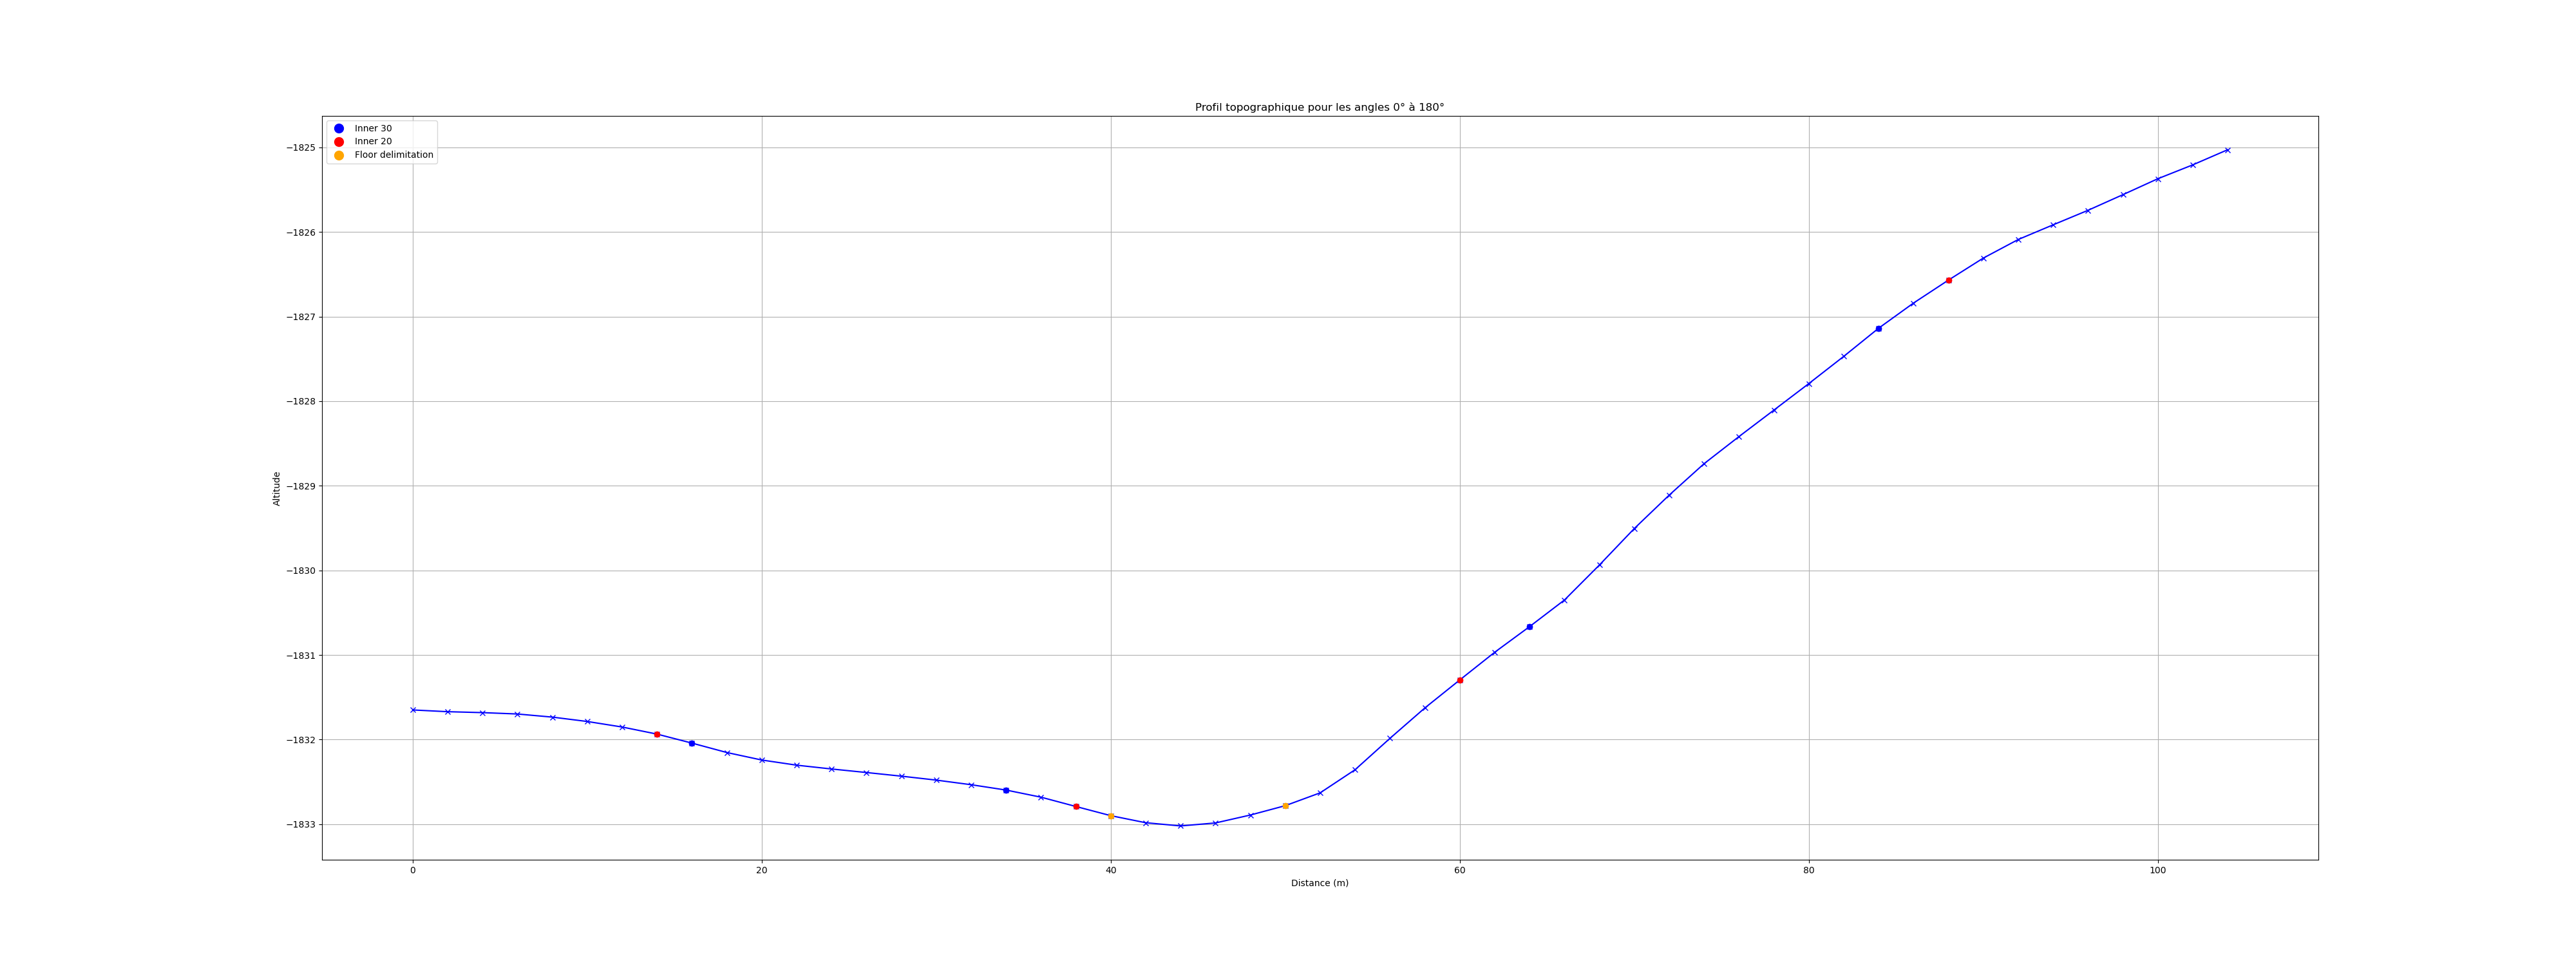 Profil topographique pour les angles 0° à 180°
Inner 30
Inner 20
Floor delimitation
−1825
−1826
−1827
−1828
−1829
−1830
−1831
−1832
−1833
Altitude
0 20 40 60 80 100
Distance (m)